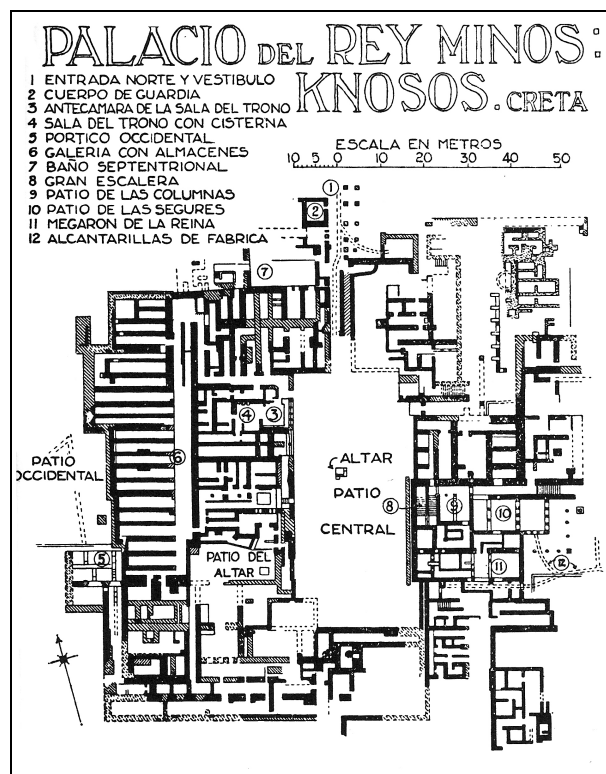 PALACIO DEL REY MINOS:
KNOSOS. CRETA
1 ENTRADA NORTE Y VESTIBULO
2 CUERPO DE GUARDIA
3 ANTECAMARA DE LA SALA DEL TRONO
4 SALA DEL TRONO CON CISTERNA
5 PORTICO OCCIDENTAL
6 GALERIA CON ALMACENES
7 BAÑO SEPTENTRIONAL
8 GRAN ESCALERA
9 PATIO DE LAS COLUMNAS
10 PATIO DE LAS SEGURES
11 MEGARON DE LA REINA
12 ALCANTARILLAS DE FABRICA
ESCALA EN METROS
10 5 0 10 20 30 40 50
1
2
7
4 3
6
PATIO
OCCIDENTAL
ALTAR
PATIO
CENTRAL
8
9
10
5
PATIO DEL
ALTAR
11
12